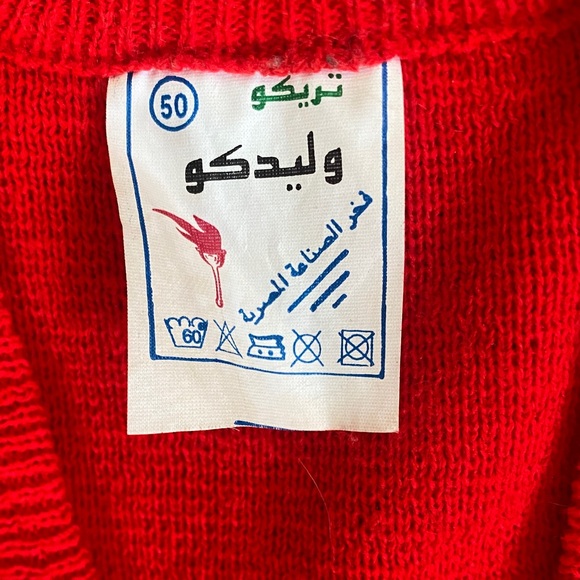 50
تريكو
وليدكو
فخر الصناعة المصرية
60